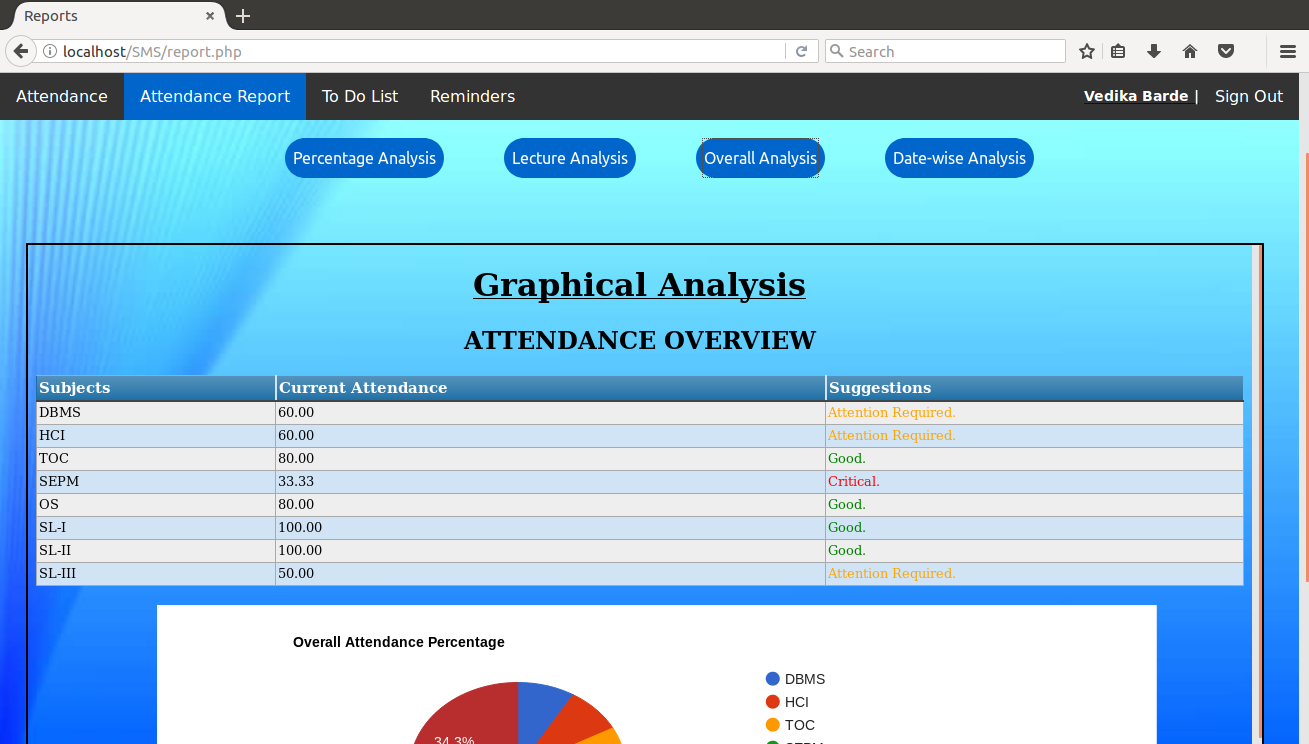 Reports
localhost/SMS/report.php
Search
Attendance Attendance Report To Do List Reminders Vedika Barde | Sign Out
Percentage Analysis Lecture Analysis Overall Analysis Date-wise Analysis
Graphical Analysis
ATTENDANCE OVERVIEW
Subjects Current Attendance Suggestions
DBMS 60.00 Attention Required.
HCI 60.00 Attention Required.
TOC 80.00 Good.
SEPM 33.33 Critical.
OS 80.00 Good.
SL-I 100.00 Good.
SL-II 100.00 Good.
SL-III 50.00 Attention Required.
Overall Attendance Percentage
DBMS
HCI
TOC
34.3%
SEPM